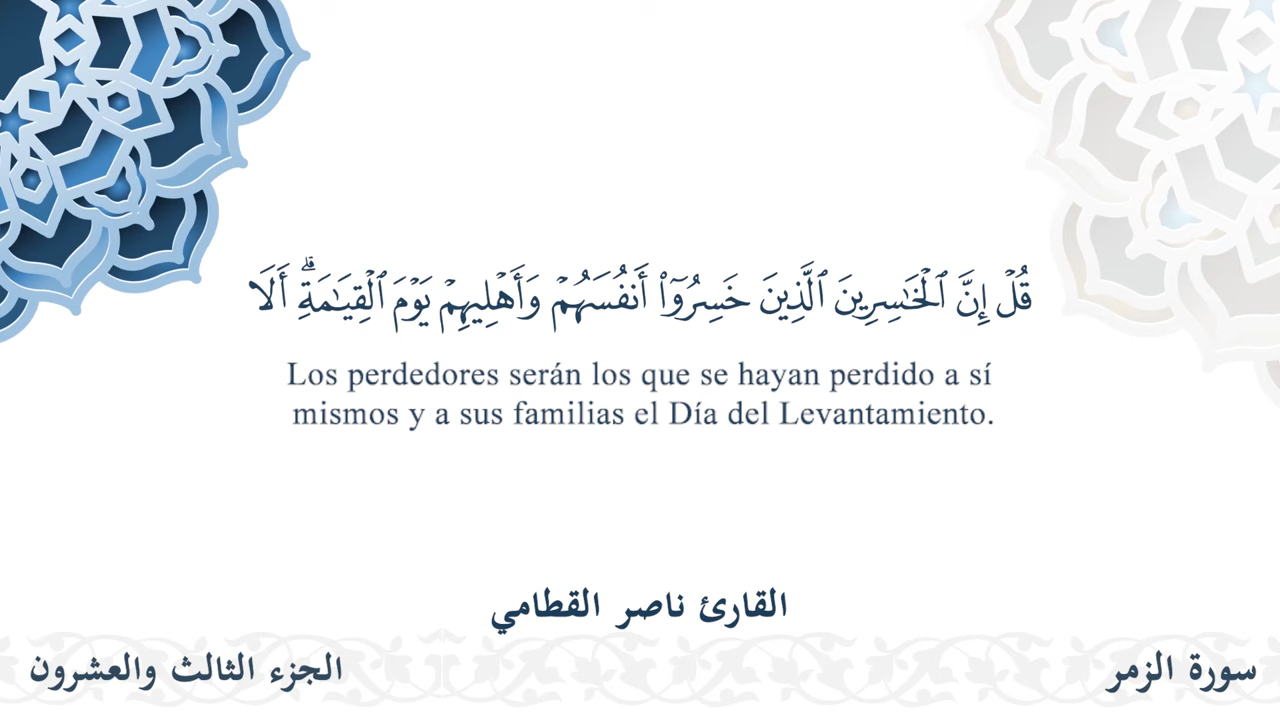 قُلۡ إِنَّ ٱلۡخَٰسِرِينَ ٱلَّذِينَ خَسِرُوٓاْ أَنفُسَهُمۡ وَأَهۡلِيهِمۡ يَوۡمَ ٱلۡقِيَٰمَةِۗ أَلَا
Los perdedores serán los que se hayan perdido a sí
mismos y a sus familias el Día del Levantamiento.
القارئ ناصر القطامي
سورة الزمر
الجزء الثالث والعشرون